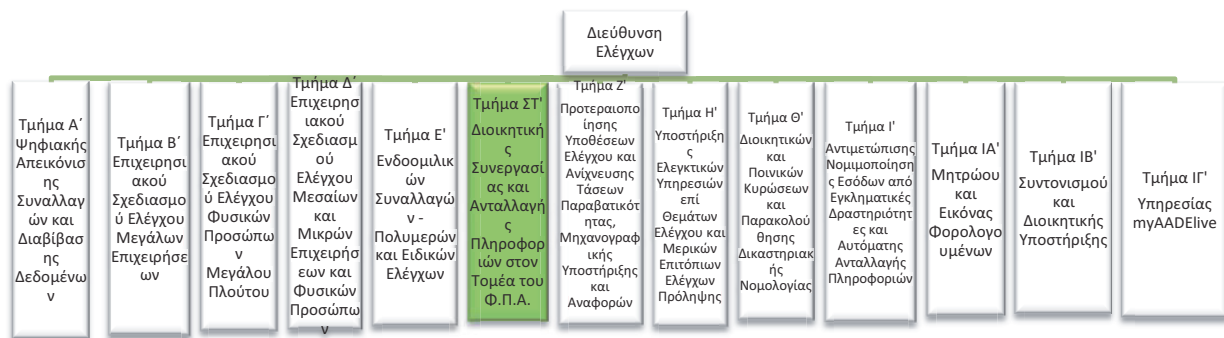 Διεύθυνση
Ελέγχων
Τμήμα Α΄
Ψηφιακής
Απεικόνισ
ης
Συναλλαγ
ών και
Διαβίβασ
ης
Δεδομένω
ν
Τμήμα Β΄
Επιχειρησι
ακού
Σχεδιασμο
ύ Ελέγχου
Μεγάλων
Επιχειρήσε
ων
Τμήμα Γ΄
Επιχειρησι
ακού
Σχεδιασμο
ύ Ελέγχου
Φυσικών
Προσώπω
ν
Μεγάλου
Πλούτου
Τμήμα Δ΄
Επιχειρησ
ιακού
Σχεδιασμο
ύ
Ελέγχου
Μεσαίων
και
Μικρών
Επιχειρήσ
εων και
Φυσικών
Προσώπω
ν
Τμήμα Ε'
Ενδοομιλικ
ών
Συναλλαγώ
ν -
Πολυμερών
και Ειδικών
Ελέγχων
Τμήμα ΣΤ'
Διοικητική
ς
Συνεργασ
ίας και
Ανταλλαγή
ς
Πληροφορ
ιών στον
Τομέα του
Φ.Π.Α.
Τμήμα Ζ'
Προτεραιοπο
ίησης
Υποθέσεων
Ελέγχου και
Ανίχνευσης
Τάσεων
Παραβατικό
τητας,
Μηχανογραφ
ικής
Υποστήριξης
και
Αναφορών
Τμήμα Η'
Υποστήριξη
ς
Ελεγκτικών
Υπηρεσιών
επί
Θεμάτων
Ελέγχου και
Μερικών
Επιτόπιων
Ελέγχων
Πρόληψης
Τμήμα Θ'
Διοικητικών
και
Ποινικών
Κυρώσεων
και
Παρακολού
θησης
Δικαστηριακ
ής
Νομολογίας
Τμήμα Ι'
Αντιμετώπισης
Νομιμοποίηση
ς Εσόδων από
Εγκληματικές
Δραστηριότητ
ες και
Αυτόματης
Ανταλλαγής
Πληροφοριών
Τμήμα ΙΑ'
Μητρώου
και
Εικόνας
Φορολογο
υμένων
Τμήμα ΙΒ'
Συντονισμού
και
Διοικητικής
Υποστήριξης
Τμήμα ΙΓ'
Υπηρεσίας
myAADElive